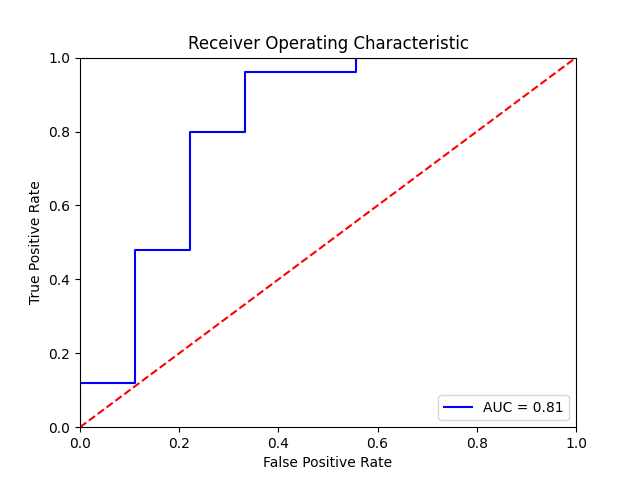 Receiver Operating Characteristic
1.0
0.8
0.6
0.4
0.2
0.0
True Positive Rate
AUC = 0.81
0.0 0.2 0.4 0.6 0.8 1.0
False Positive Rate